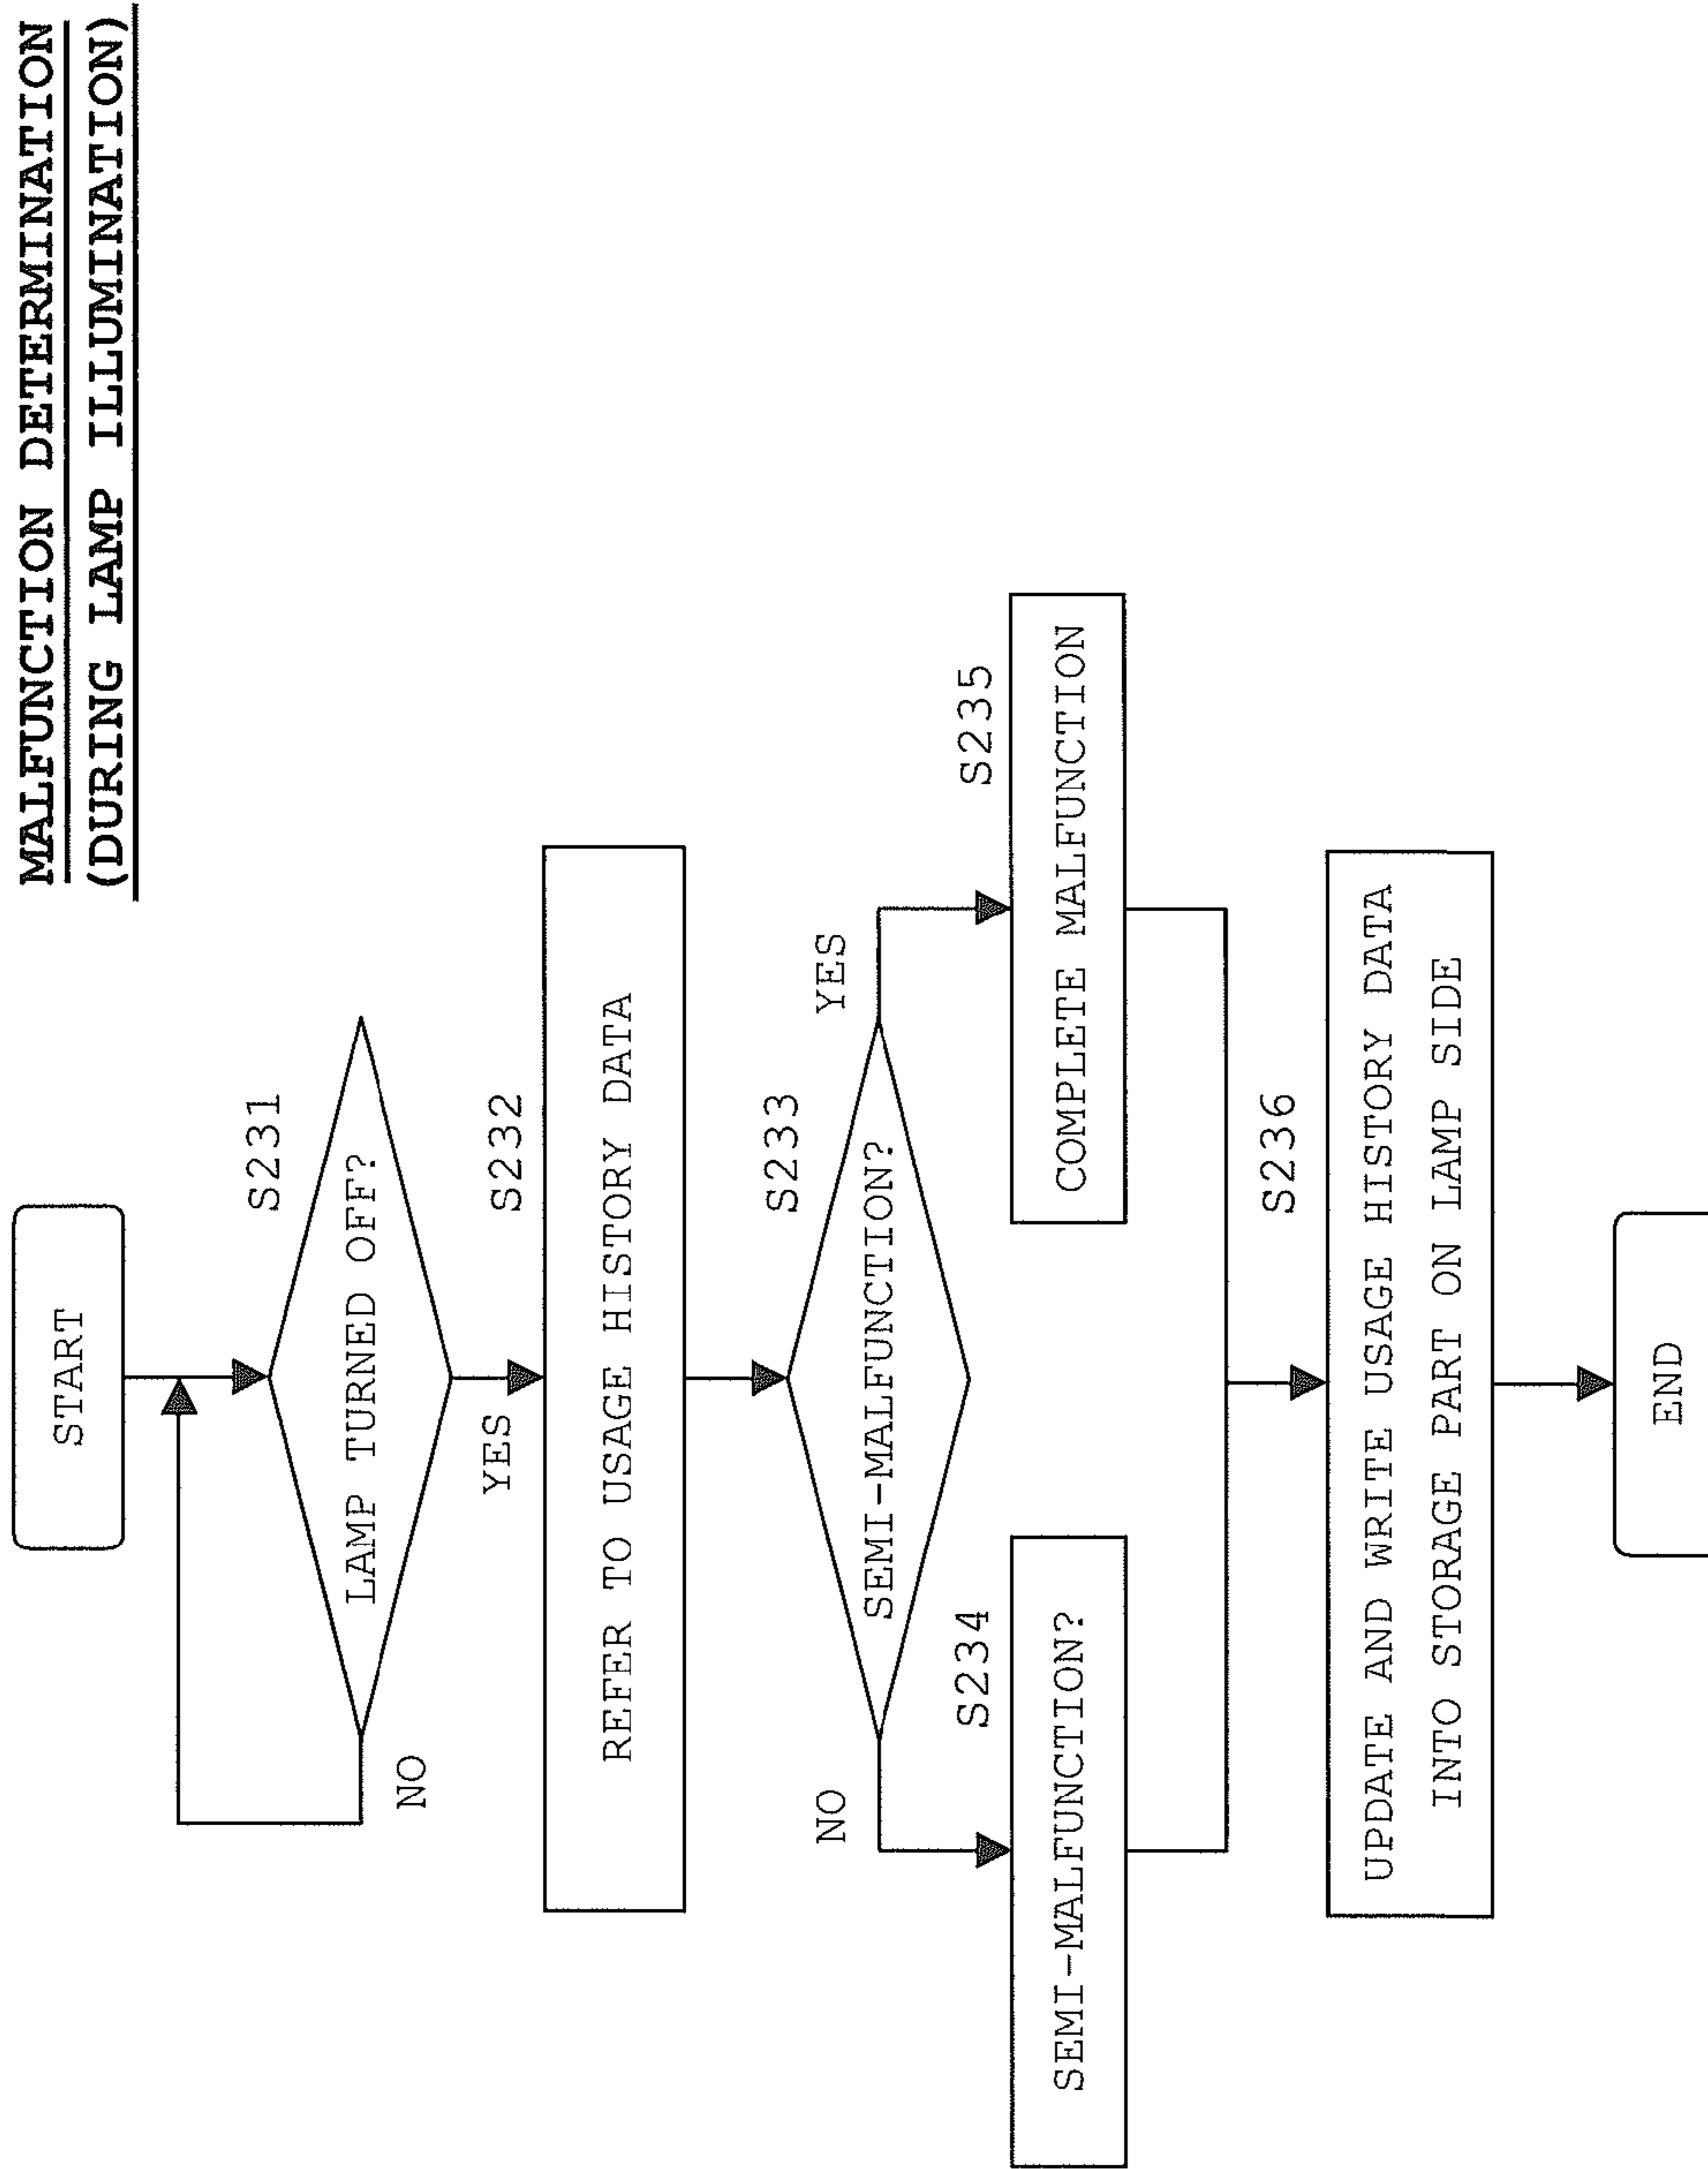 MALFUNCTION DETERMINATION
(DURING LAMP ILLUMINATION)
START
S231
LAMP TURNED OFF?
NO
YES
S232
REFER TO USAGE HISTORY DATA
S233
SEMI-MALFUNCTION?
NO
YES
S234
SEMI-MALFUNCTION?
S235
COMPLETE MALFUNCTION
S236
UPDATE AND WRITE USAGE HISTORY DATA
INTO STORAGE PART ON LAMP SIDE
END